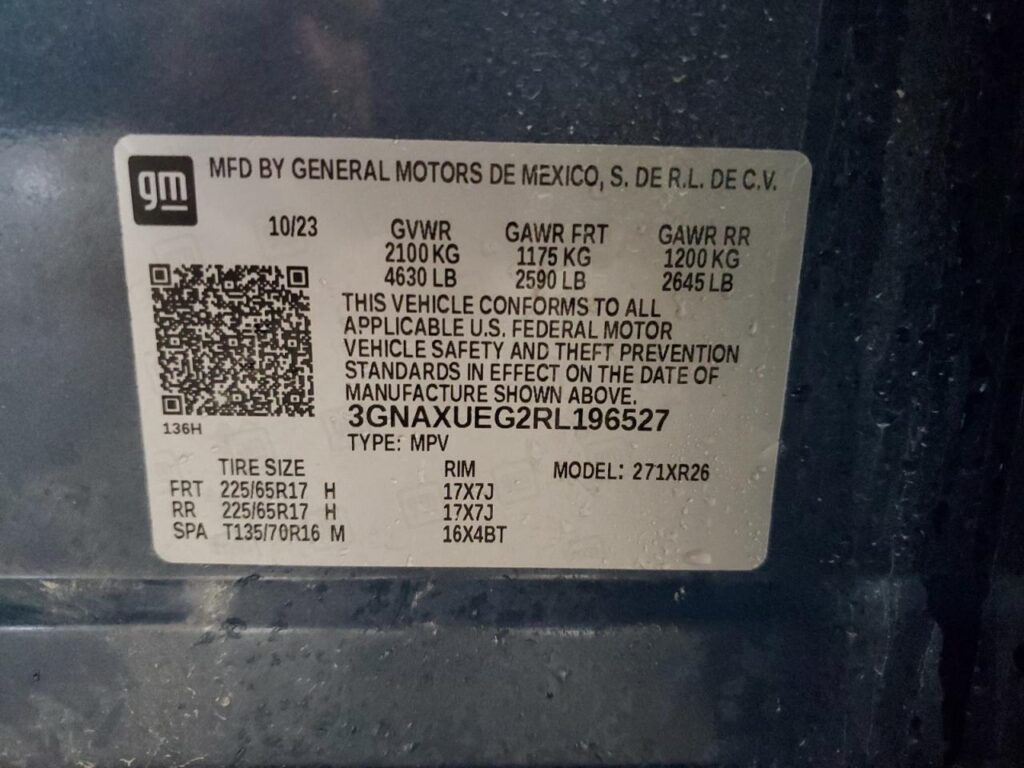 gm MFD BY GENERAL MOTORS DE MEXICO, S. DE R.L. DE C.V.
10/23 GVWR GAWR FRT GAWR RR
2100 KG 1175 KG 1200 KG
4630 LB 2590 LB 2645 LB
THIS VEHICLE CONFORMS TO ALL
APPLICABLE U.S. FEDERAL MOTOR
VEHICLE SAFETY AND THEFT PREVENTION
STANDARDS IN EFFECT ON THE DATE OF
MANUFACTURE SHOWN ABOVE.
3GNAXUEG2RL196527
136H
TYPE: MPV
TIRE SIZE RIM MODEL: 271XR26
FRT 225/65R17 H 17X7J
RR 225/65R17 H 17X7J
SPA T135/70R16 M 16X4BT